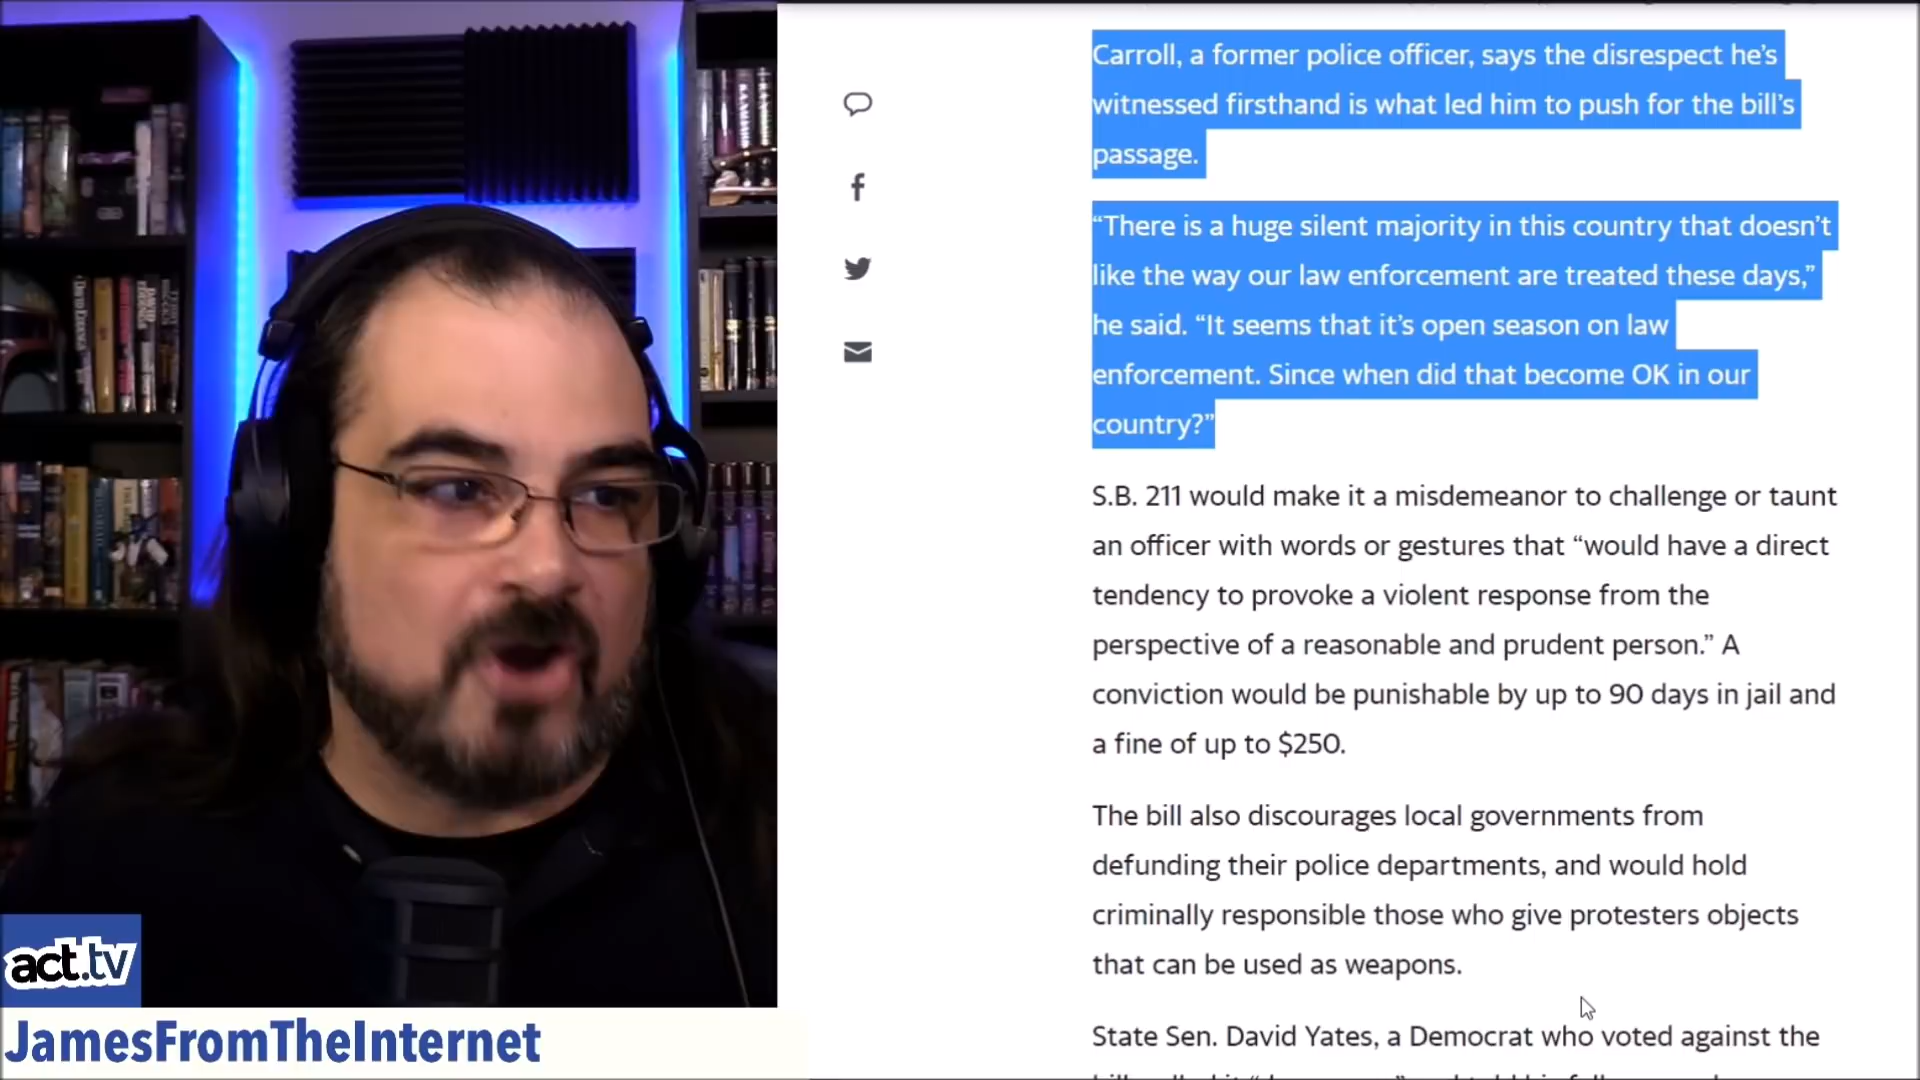 Carroll, a former police officer, says the disrespect he’s
witnessed firsthand is what led him to push for the bill’s
passage.
“There is a huge silent majority in this country that doesn’t
like the way our law enforcement are treated these days,”
he said. “It seems that it’s open season on law
enforcement. Since when did that become OK in our
country?”
S.B. 211 would make it a misdemeanor to challenge or taunt
an officer with words or gestures that “would have a direct
tendency to provoke a violent response from the
perspective of a reasonable and prudent person.” A
conviction would be punishable by up to 90 days in jail and
a fine of up to $250.
The bill also discourages local governments from
defunding their police departments, and would hold
criminally responsible those who give protesters objects
that can be used as weapons.
State Sen. David Yates, a Democrat who voted against the
act.tv
JamesFromTheInternet